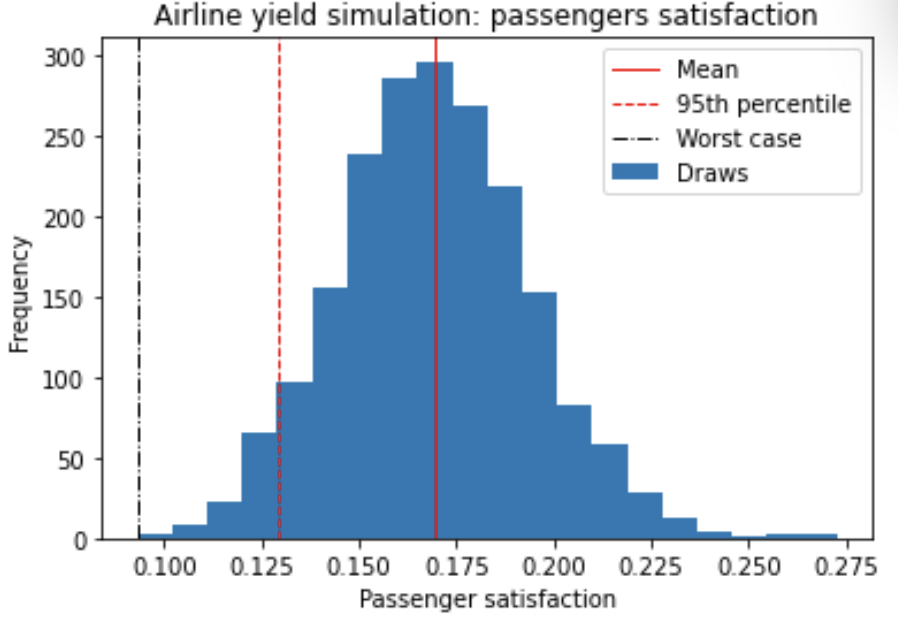 Airline yield simulation: passengers satisfaction
Mean
95th percentile
Worst case
Draws
Frequency
300
250
200
150
100
50
0
0.100 0.125 0.150 0.175 0.200 0.225 0.250 0.275
Passenger satisfaction